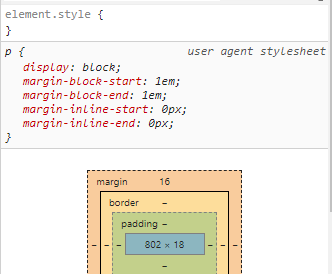 element.style {
}
p { user agent stylesheet
display: block;
margin-block-start: 1em;
margin-block-end: 1em;
margin-inline-start: 0px;
margin-inline-end: 0px;
}
margin 16
border –
padding –
– – – 802 × 18 – – –
–